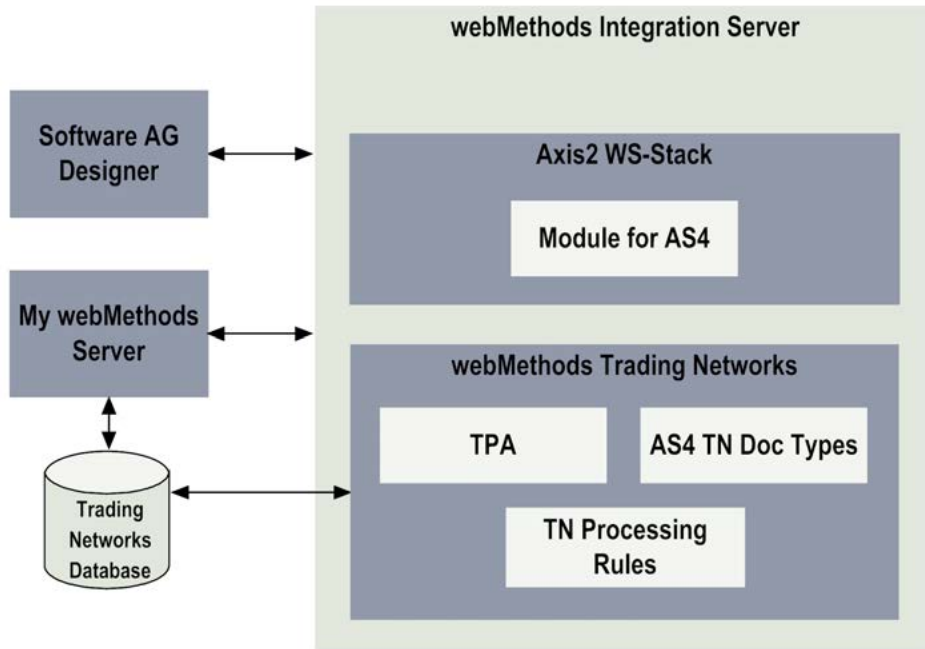 webMethods Integration Server
Software AG
Designer
Axis2 WS-Stack
Module for AS4
My webMethods
Server
webMethods Trading Networks
TPA
AS4 TN Doc Types
TN Processing
Rules
Trading
Networks
Database